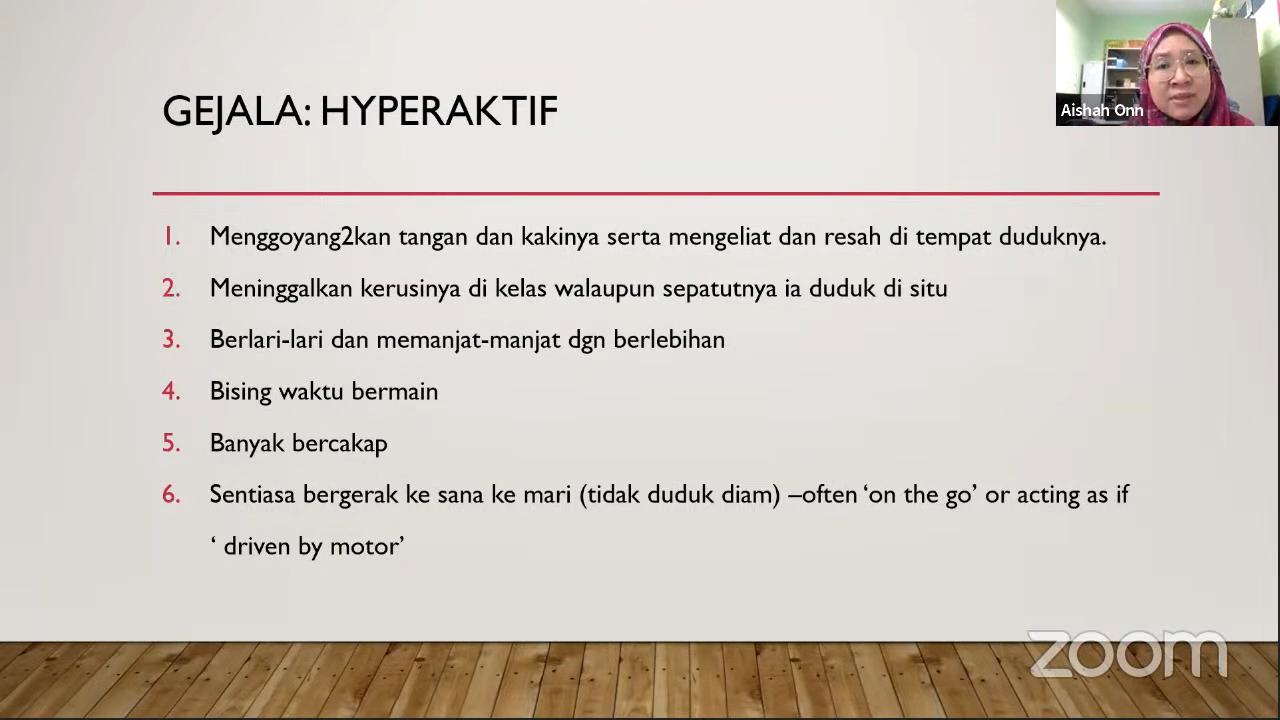 GEJALA: HYPERAKTIF
Aishah Onn
1. Menggoyang2kan tangan dan kakinya serta mengeliat dan resah di tempat duduknya.
2. Meninggalkan kerusinya di kelas walaupun sepatutnya ia duduk di situ
3. Berlari-lari dan memanjat-manjat dgn berlebihan
4. Bising waktu bermain
5. Banyak bercakap
6. Sentiasa bergerak ke sana ke mari (tidak duduk diam) –often ‘on the go’ or acting as if
‘ driven by motor’
zoom